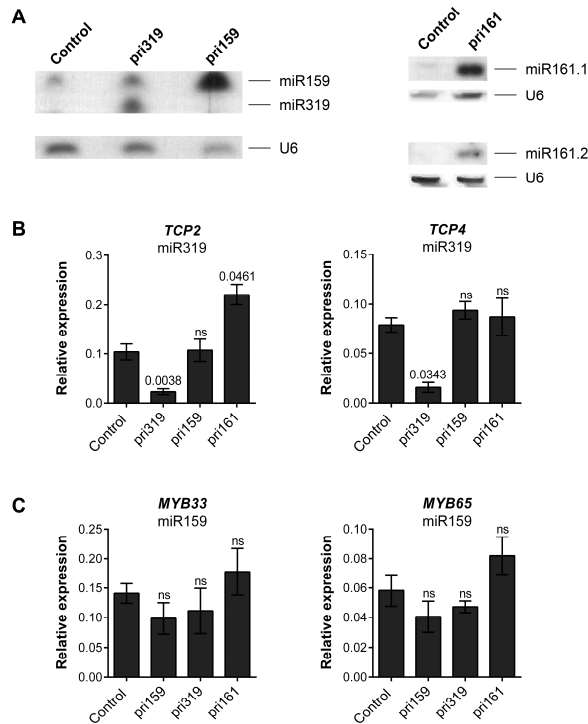 A
Control pri319 pri159
miR159
miR319
U6
Control pri161
miR161.1
U6
miR161.2
U6
B
TCP2
miR319
Relative expression
0.3
0.2
0.1
0.0
0.0038
ns
0.0461
Control pri319 pri159 pri161
TCP4
miR319
Relative expression
0.15
0.10
0.05
0.00
0.0343
ns
ns
Control pri319 pri159 pri161
C
MYB33
miR159
Relative expression
0.25
0.20
0.15
0.10
0.05
0.00
ns
ns
ns
Control pri159 pri319 pri161
MYB65
miR159
Relative expression
0.10
0.08
0.06
0.04
0.02
0.00
ns
ns
ns
Control pri159 pri319 pri161